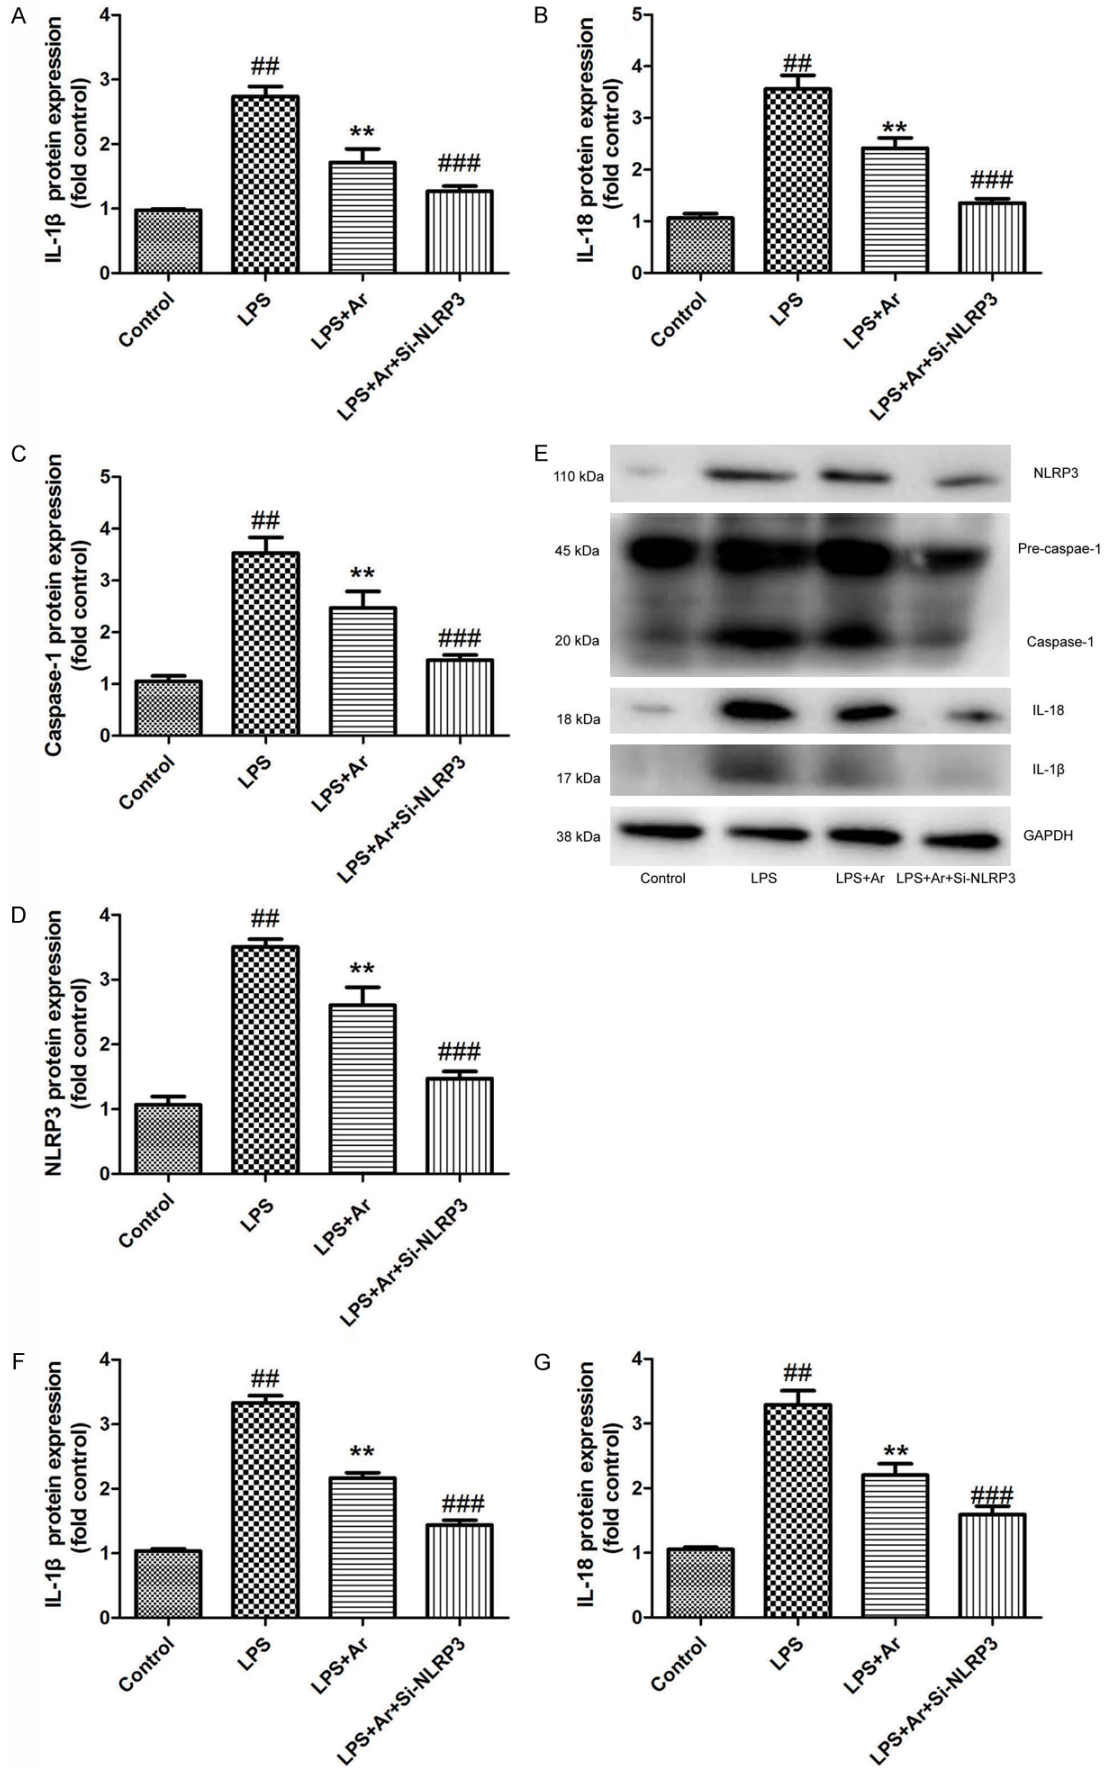 A
IL-1β protein expression
(fold control)
4
3
2
1
0
##
**
###
Control
LPS
LPS+Ar
LPS+Ar+Si-NLRP3
B
IL-18 protein expression
(fold control)
5
4
3
2
1
0
##
**
###
Control
LPS
LPS+Ar
LPS+Ar+Si-NLRP3
C
Caspase-1 protein expression
(fold control)
5
4
3
2
1
0
##
**
###
Control
LPS
LPS+Ar
LPS+Ar+Si-NLRP3
E
110 kDa
NLRP3
45 kDa
Pre-caspae-1
20 kDa
Caspase-1
18 kDa
IL-18
17 kDa
IL-1β
38 kDa
GAPDH
Control
LPS
LPS+Ar
LPS+Ar+Si-NLRP3
D
NLRP3 protein expression
(fold control)
4
3
2
1
0
##
**
###
Control
LPS
LPS+Ar
LPS+Ar+Si-NLRP3
F
IL-1β protein expression
(fold control)
4
3
2
1
0
##
**
###
Control
LPS
LPS+Ar
LPS+Ar+Si-NLRP3
G
IL-18 protein expression
(fold control)
4
3
2
1
0
##
**
###
Control
LPS
LPS+Ar
LPS+Ar+Si-NLRP3